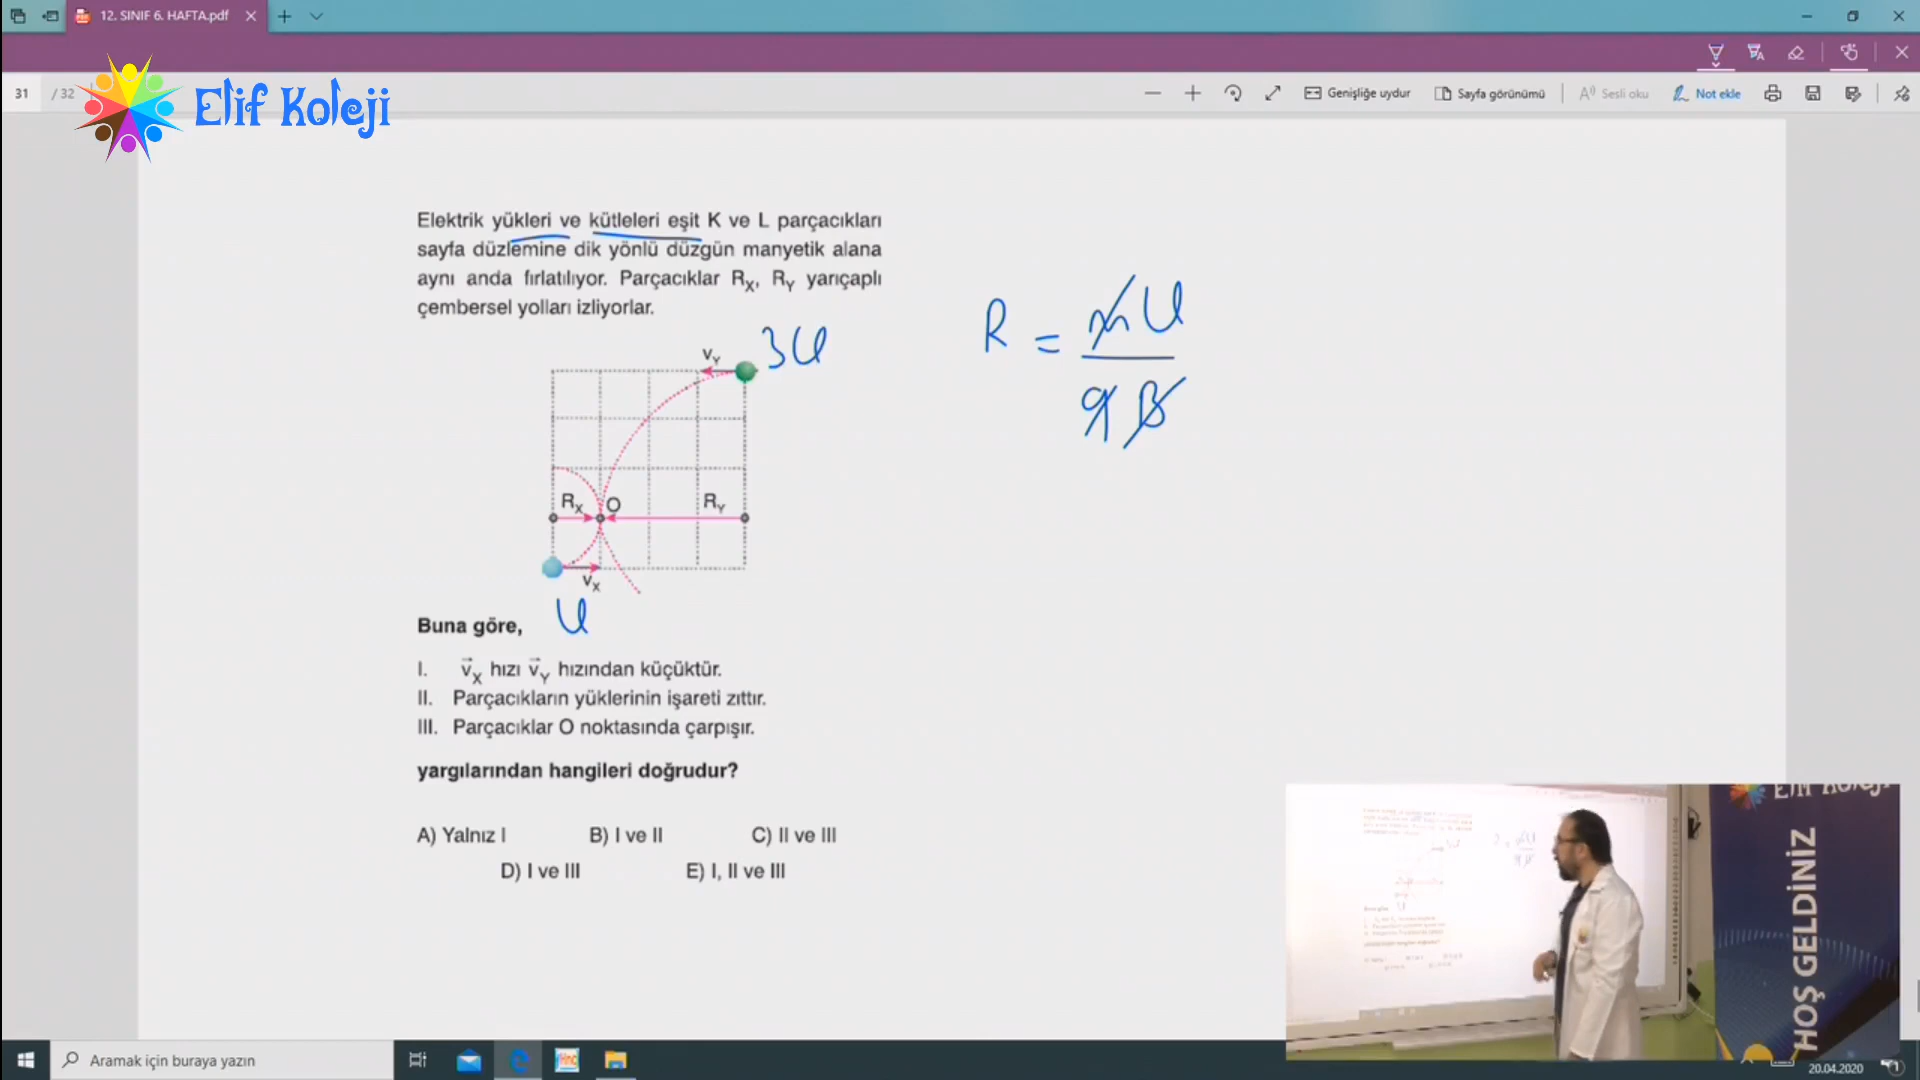 12. SINIF 6. HAFTA.pdf
31 / 32
Genişliğe uydur
Sayfa görünümü
Sesli oku
Not ekle
Elif Koleji
Elektrik yükleri ve kütleleri eşit K ve L parçacıkları
sayfa düzlemine dik yönlü düzgün manyetik alana
aynı anda fırlatılıyor. Parçacıklar RX, RY yarıçaplı
çembersel yolları izliyorlar.
R = mU
qB
vY
3U
RX
O
RY
vX
U
Buna göre,
I. v⃗X hızı v⃗Y hızından küçüktür.
II. Parçacıkların yüklerinin işareti zıttır.
III. Parçacıklar O noktasında çarpışır.
yargılarından hangileri doğrudur?
A) Yalnız I B) I ve II C) II ve III
D) I ve III E) I, II ve III
HOŞ GELDİNİZ
Aramak için buraya yazın
20.04.2020